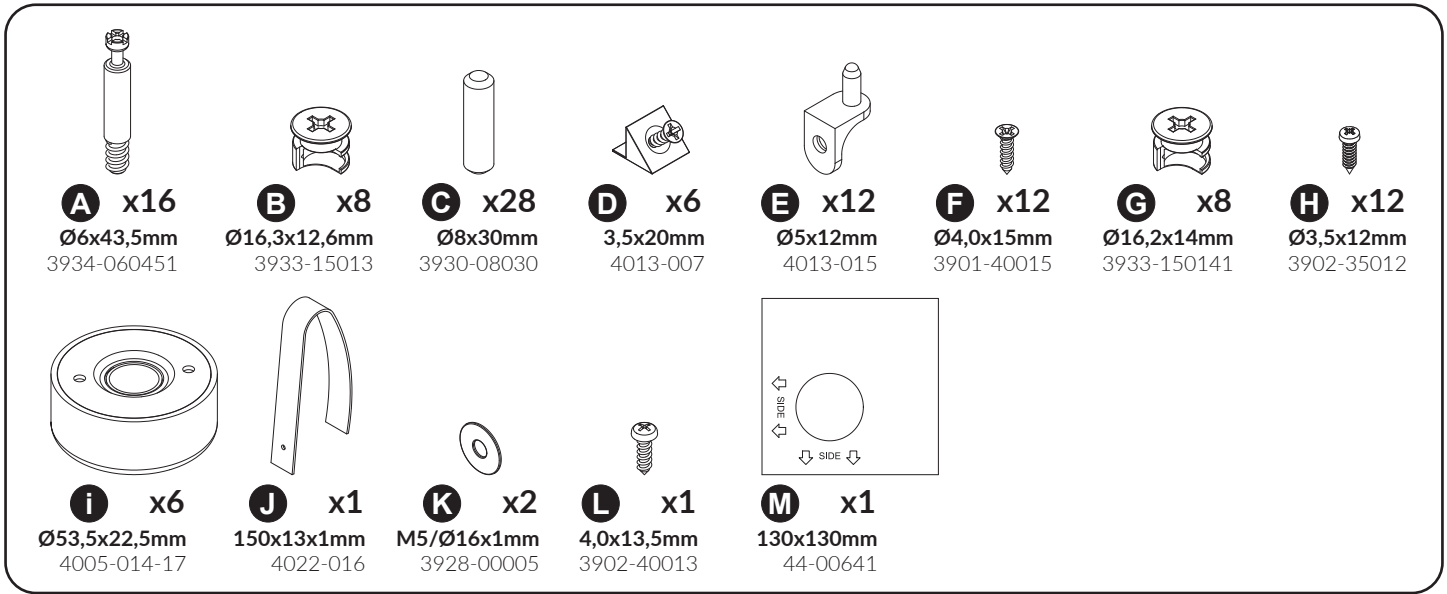 A x16
Ø6x43,5mm
3934-060451
B x8
Ø16,3x12,6mm
3933-15013
C x28
Ø8x30mm
3930-08030
D x6
3,5x20mm
4013-007
E x12
Ø5x12mm
4013-015
F x12
Ø4,0x15mm
3901-40015
G x8
Ø16,2x14mm
3933-150141
H x12
Ø3,5x12mm
3902-35012
i x6
Ø53,5x22,5mm
4005-014-17
J x1
150x13x1mm
4022-016
K x2
M5/Ø16x1mm
3928-00005
L x1
4,0x13,5mm
3902-40013
SIDE
SIDE
M x1
130x130mm
44-00641